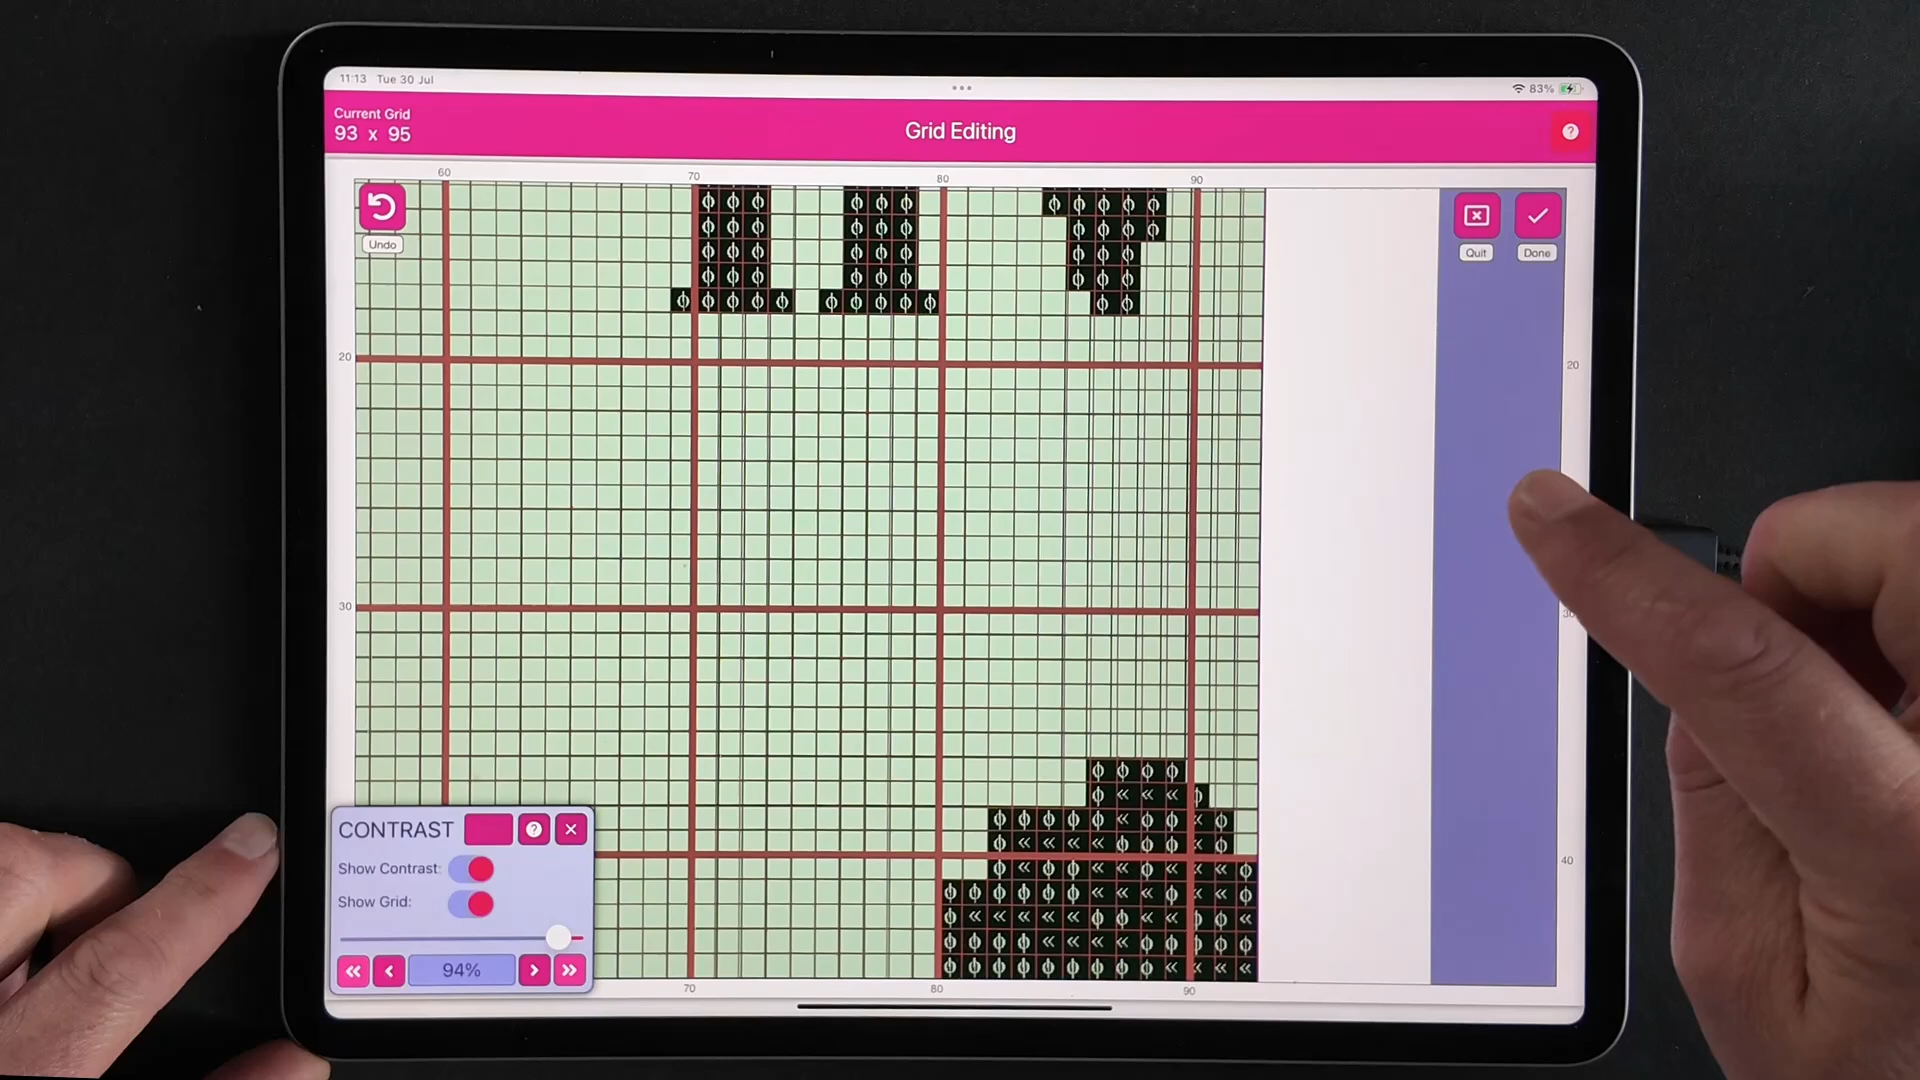 11:13 Tue 30 Jul
83%
Current Grid
93 x 95
Grid Editing
?
60 70 80 90
Undo
Quit
Done
20
20
30
CONTRAST
?
Show Contrast:
40
Show Grid:
94%
70 80 90